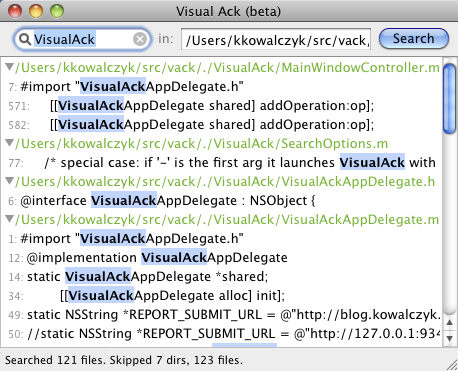 Visual Ack (beta)
VisualAck in: /Users/kkowalczyk/src/vack, Search
/Users/kkowalczyk/src/vack/./VisualAck/MainWindowController.m
7: #import "VisualAckAppDelegate.h"
571: [[VisualAckAppDelegate shared] addOperation:op];
582: [[VisualAckAppDelegate shared] addOperation:op];
/Users/kkowalczyk/src/vack/./VisualAck/SearchOptions.m
77: /* special case: if '-' is the first arg it launches VisualAck with
/Users/kkowalczyk/src/vack/./VisualAck/VisualAckAppDelegate.h
6: @interface VisualAckAppDelegate : NSObject {
/Users/kkowalczyk/src/vack/./VisualAck/VisualAckAppDelegate.m
1: #import "VisualAckAppDelegate.h"
12: @implementation VisualAckAppDelegate
14: static VisualAckAppDelegate *shared;
34: [[VisualAckAppDelegate alloc] init];
49: static NSString *REPORT_SUBMIT_URL = @"http://blog.kowalczyk.
50: //static NSString *REPORT_SUBMIT_URL = @"http://127.0.0.1:934
Searched 121 files. Skipped 7 dirs, 123 files.